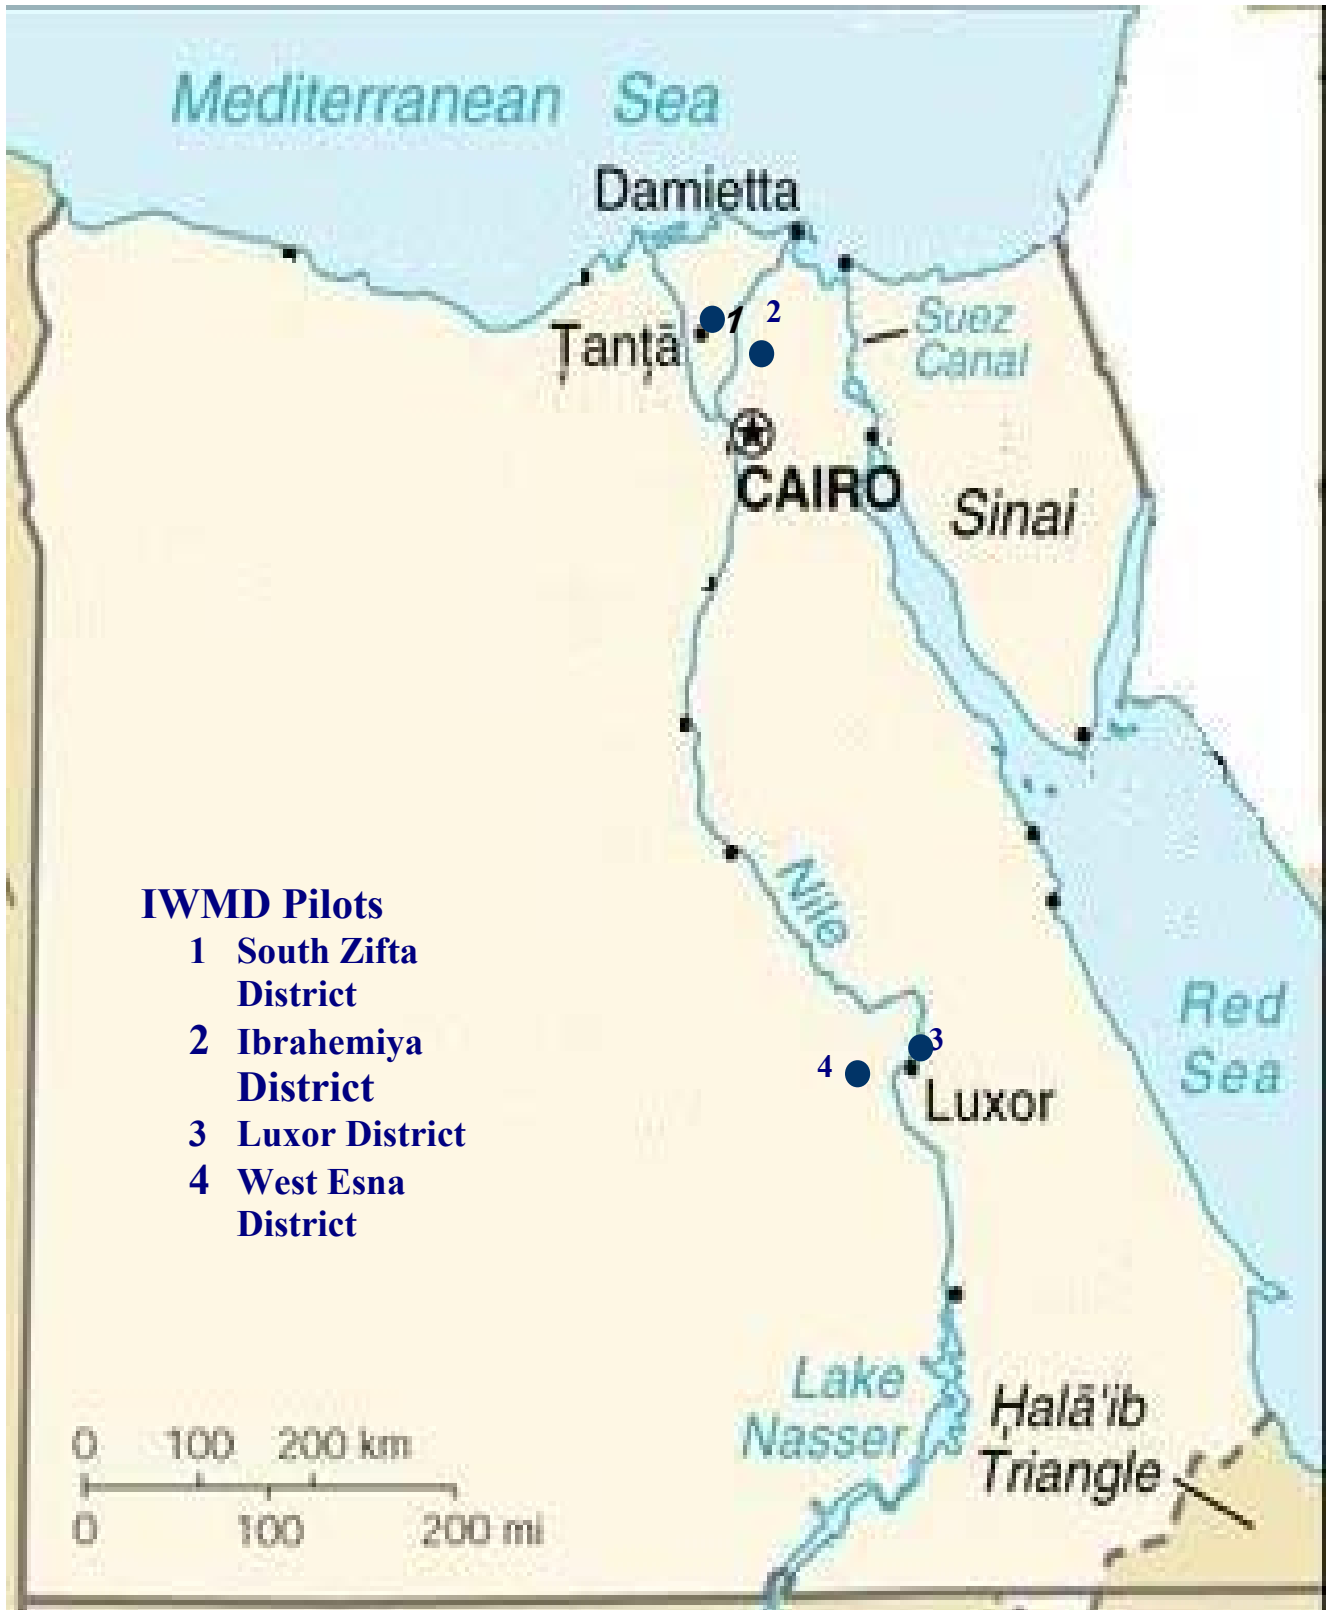 Mediterranean Sea
Damietta
1
2
Ṭanṭā
Suez
Canal
CAIRO
Sinai
Nile
IWMD Pilots
1 South Zifta
District
2 Ibrahemiya
District
3 Luxor District
4 West Esna
District
3
4
Luxor
Red
Sea
Lake
Nasser
Ḥalā'ib
Triangle
0 100 200 km
0 100 200 mi